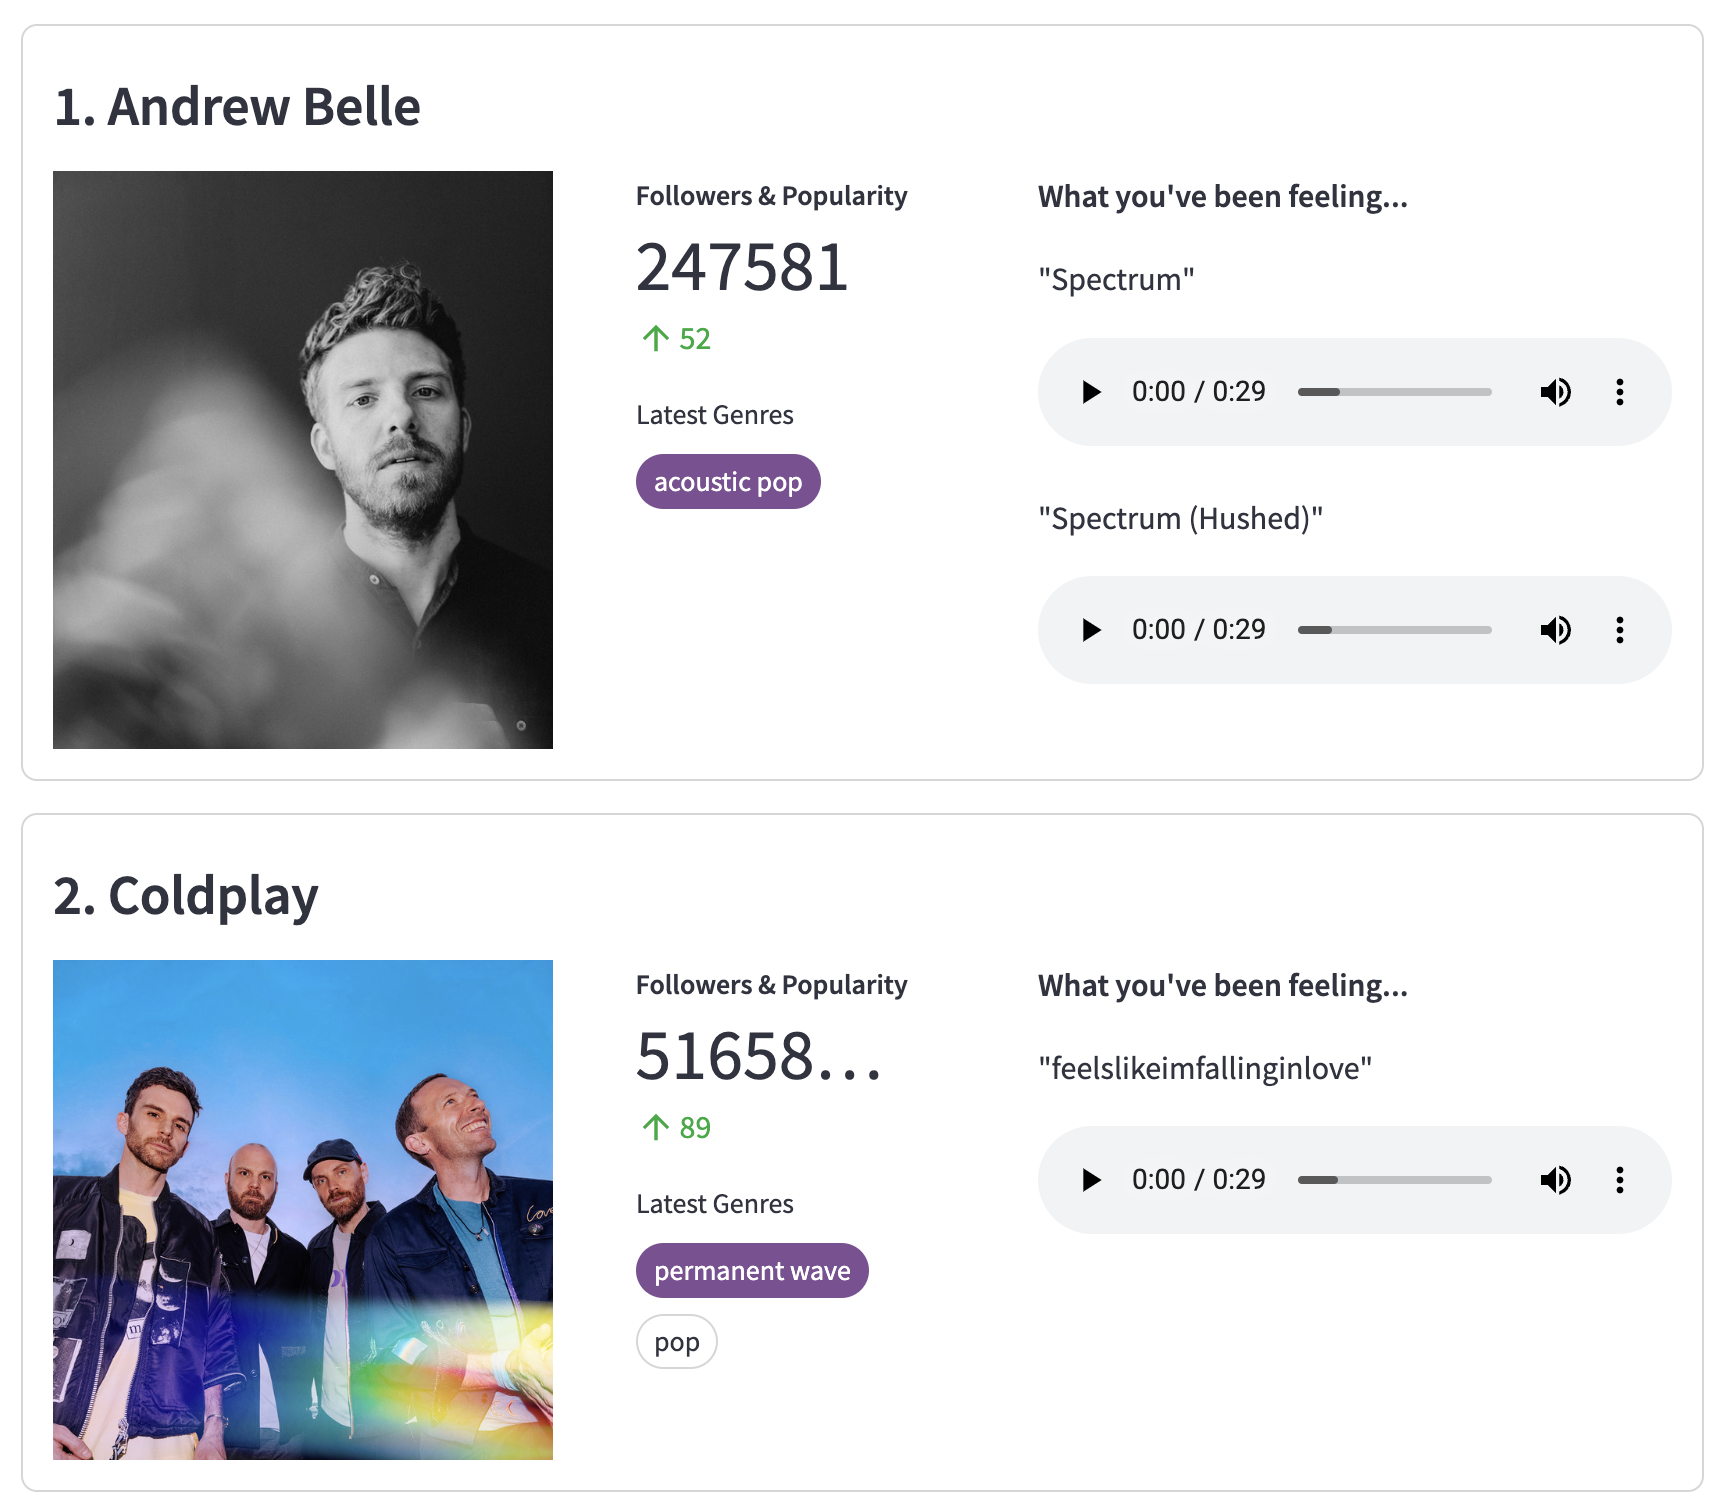 1. Andrew Belle
Followers & Popularity
247581
↑ 52
Latest Genres
acoustic pop
What you've been feeling...
"Spectrum"
0:00 / 0:29
"Spectrum (Hushed)"
0:00 / 0:29
2. Coldplay
Followers & Popularity
51658...
↑ 89
Latest Genres
permanent wave
pop
What you've been feeling...
"feelslikeimfallinginlove"
0:00 / 0:29